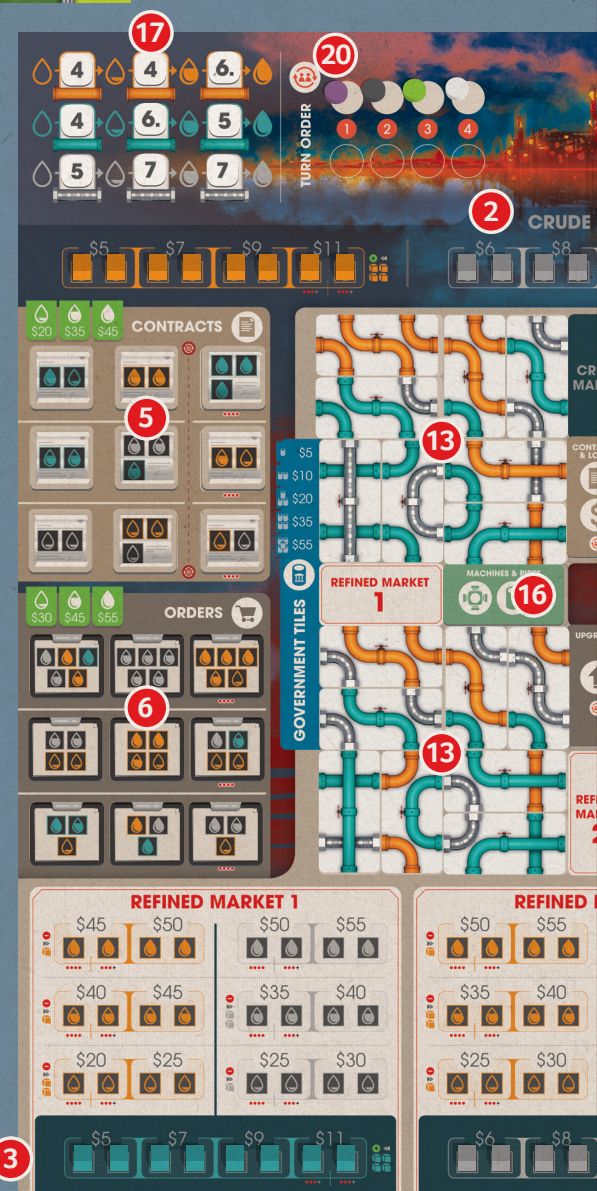 17
20
4 4 6.
4 6. 5
5 7 7
TURN ORDER
1 2 3 4
2
CRUDE
$5 $7 $9 $11
$6 $8
$20 $35 $45
CONTRACTS
5
13
$5
$10
$20
$35
$55
GOVERNMENT TILES
REFINED MARKET
1
MACHINES & PIPES
16
$30 $45 $55
ORDERS
6
13
REFINED MARKET 1
$45 $50 $50 $55
$40 $45 $35 $40
$20 $25 $25 $30
REFINED
$50 $55
$35 $40
$25 $30
3
$5 $7 $9 $11
$6 $8